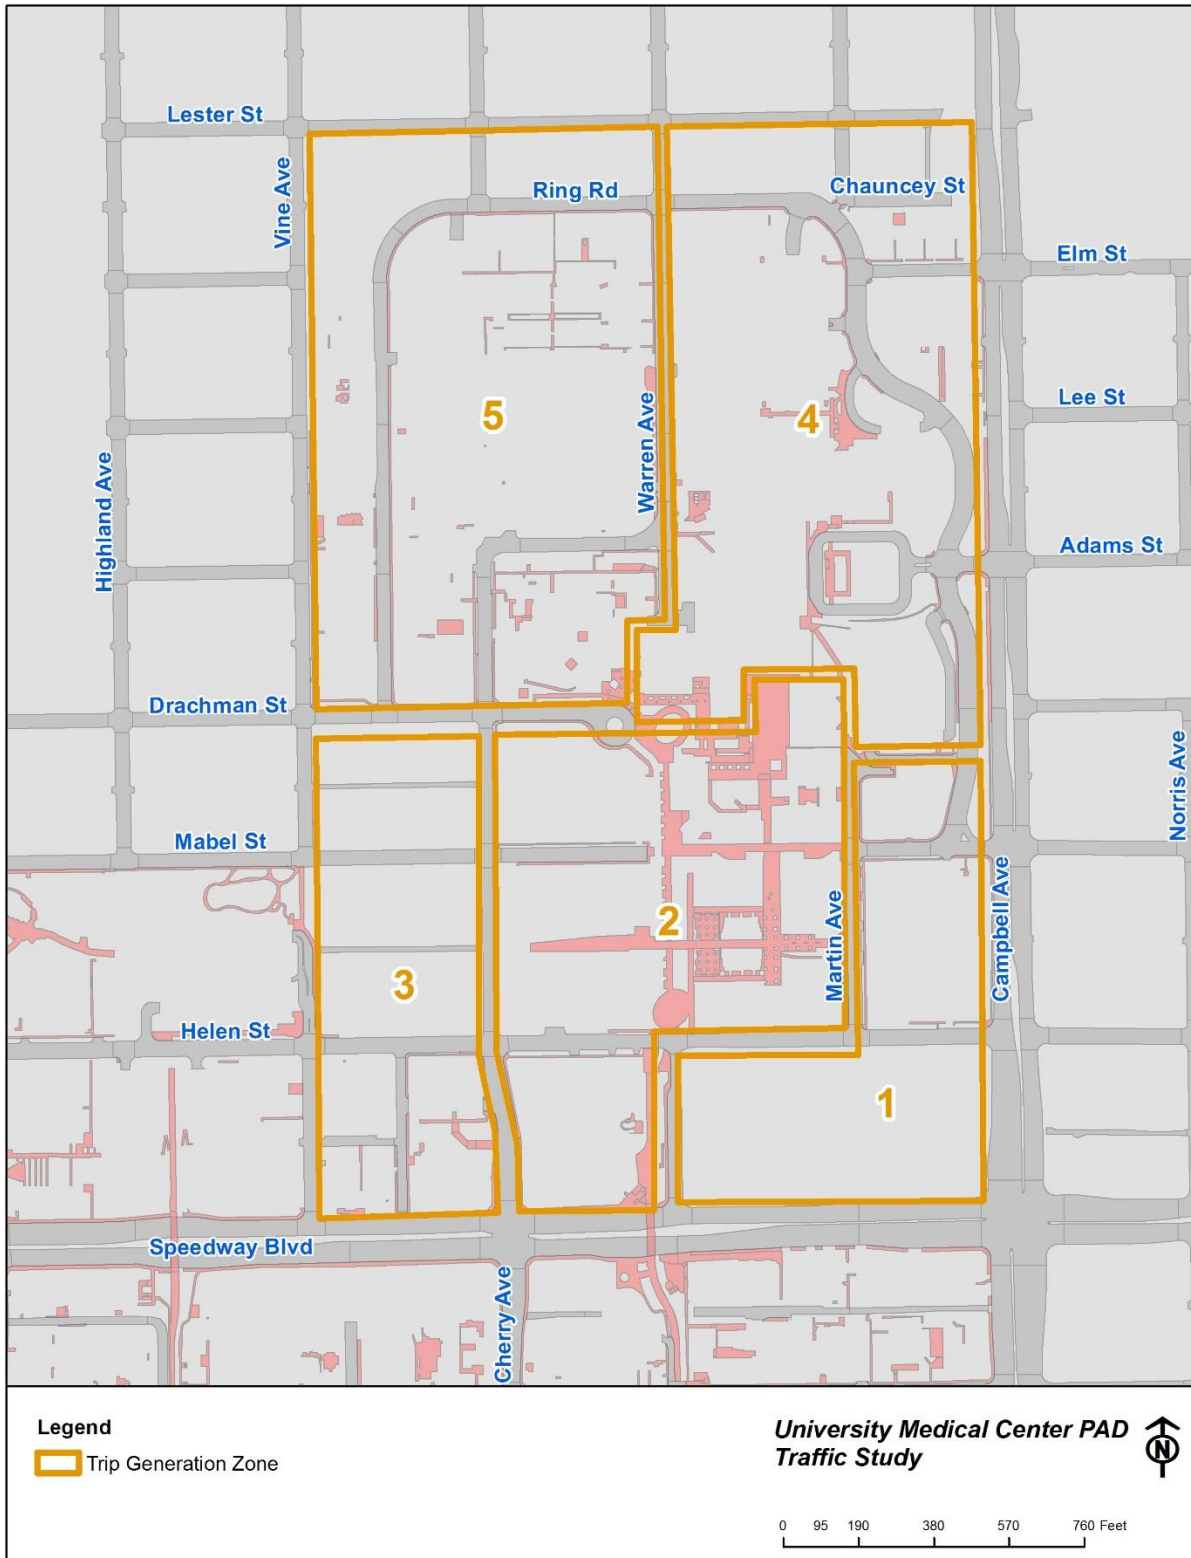 Lester St
Vine Ave
Ring Rd
Chauncey St
Elm St
5
4
Lee St
Warren Ave
Highland Ave
Adams St
Drachman St
Norris Ave
Mabel St
2
Martin Ave
Campbell Ave
3
Helen St
1
Speedway Blvd
Cherry Ave
Legend
Trip Generation Zone
University Medical Center PAD
Traffic Study
N
0 95 190 380 570 760 Feet